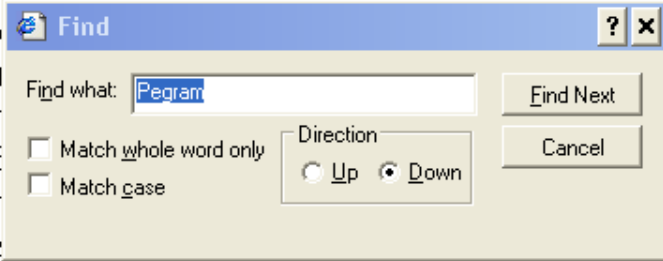 Find
Find what: Pegram
Find Next
Match whole word only
Direction
Cancel
Up Down
Match case